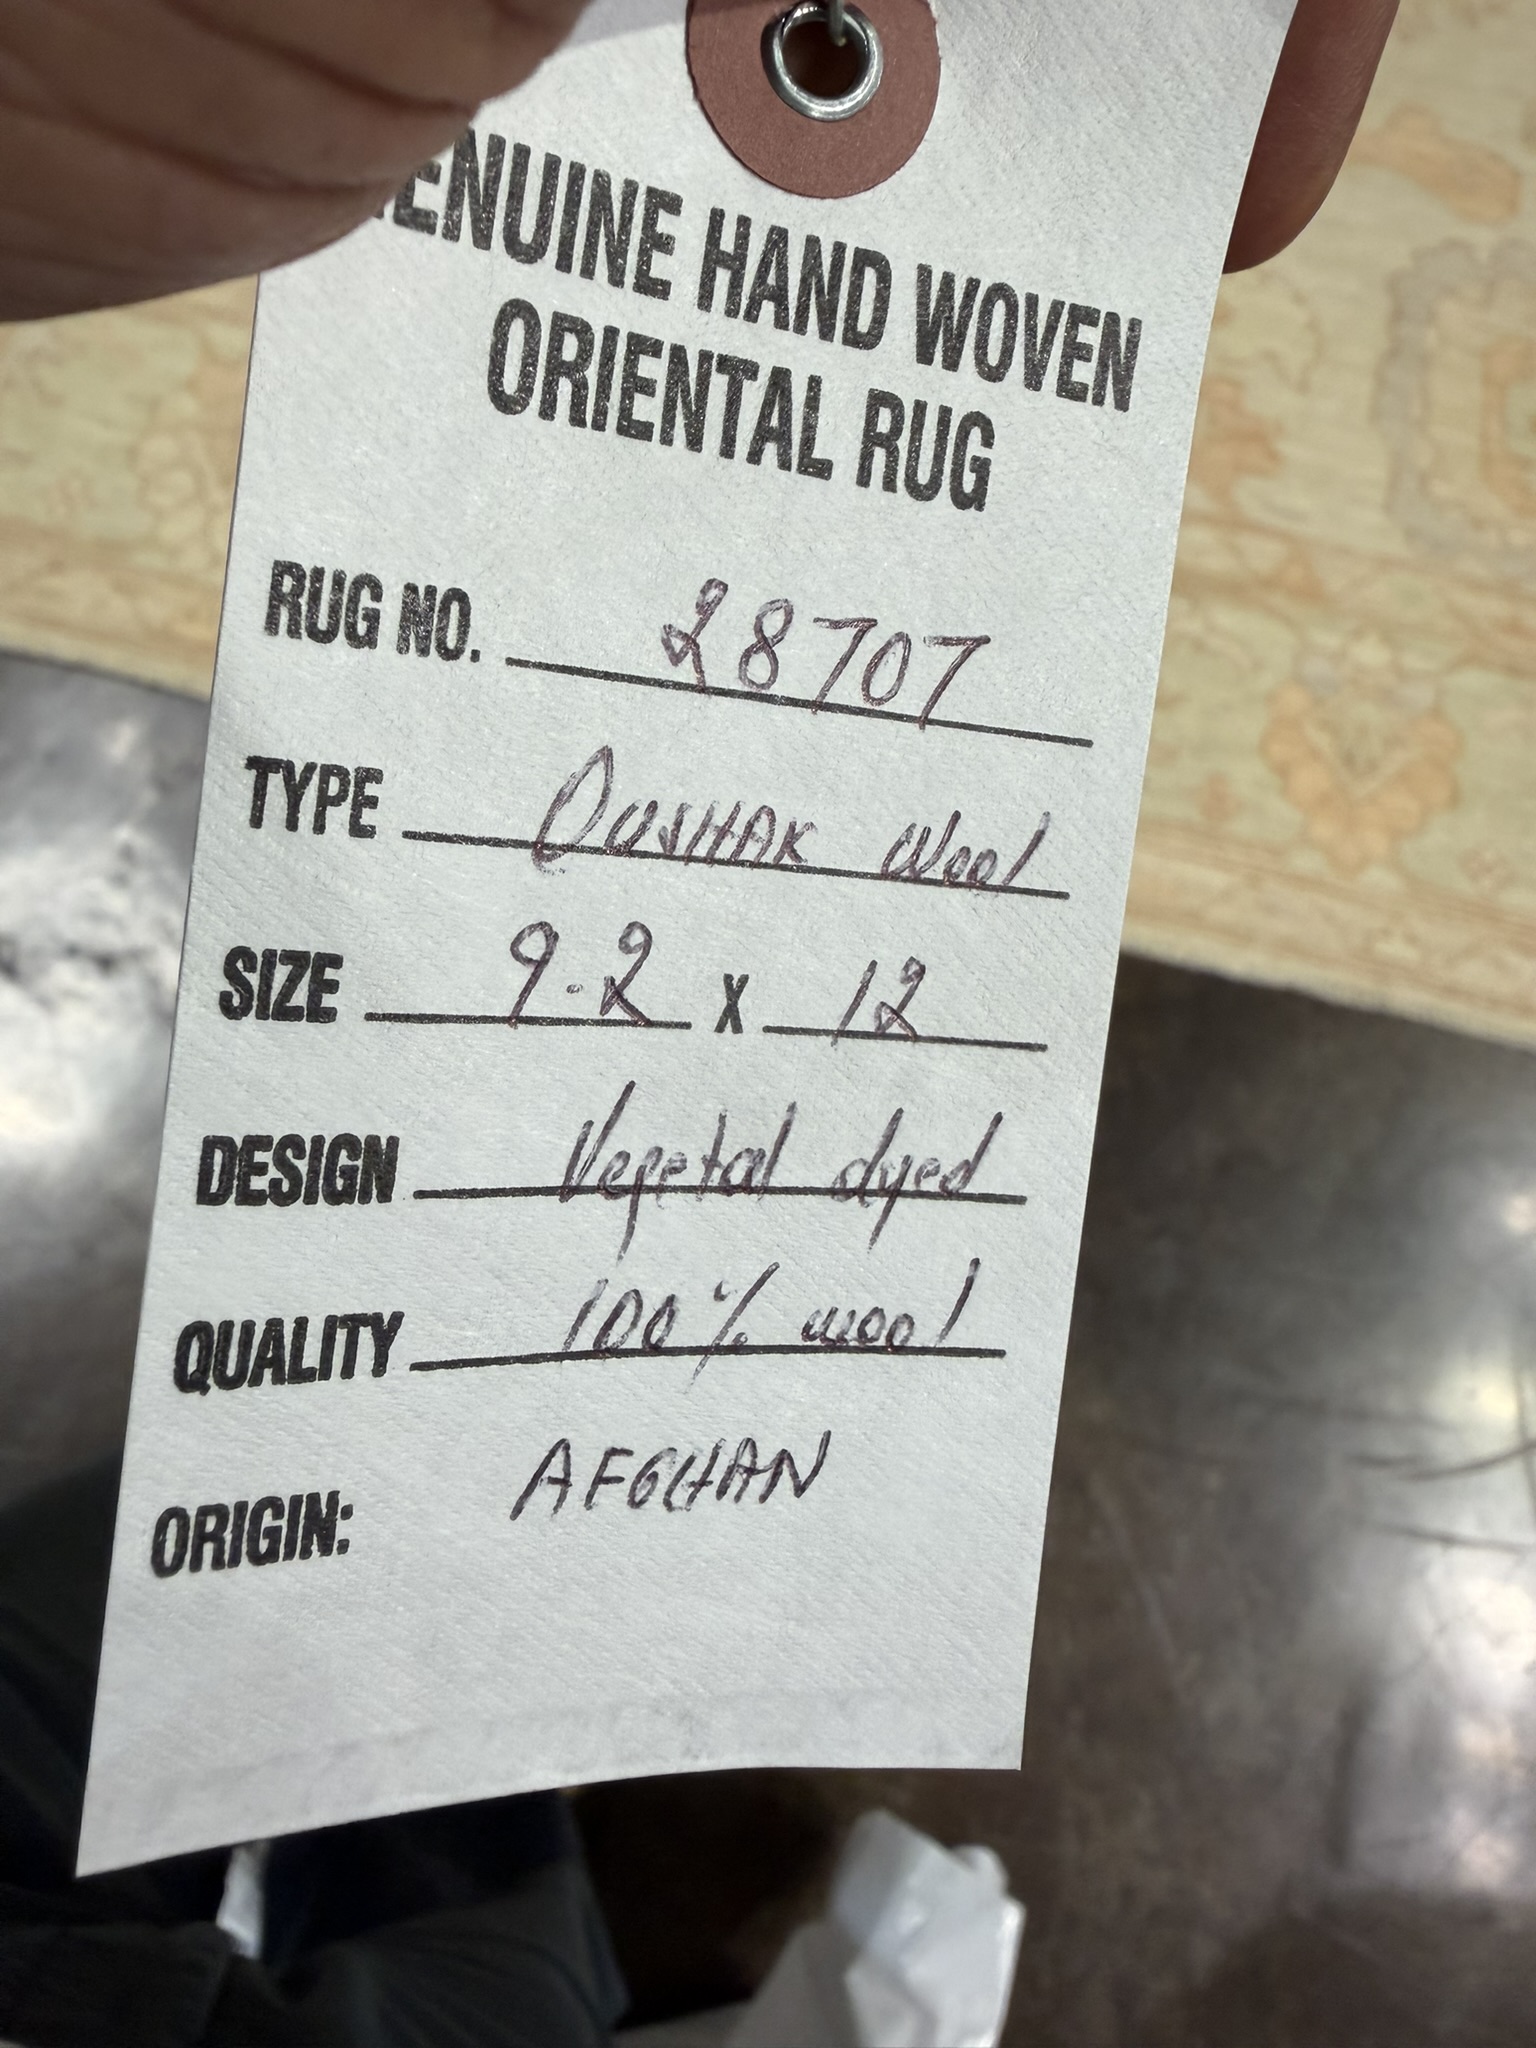 ENUINE HAND WOVEN
ORIENTAL RUG
RUG NO. 28707
TYPE OUSHAK Wool
SIZE 9.2 X 12
DESIGN Vegetal dyed
QUALITY 100% wool
ORIGIN: AFGHAN